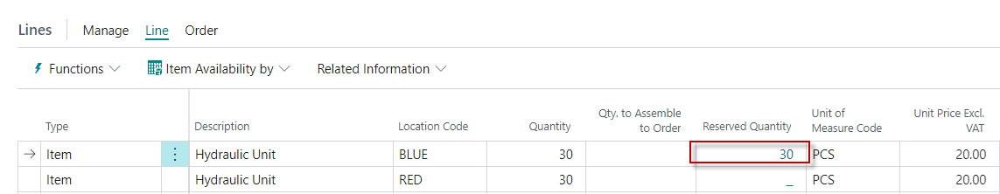 Lines Manage Line Order
Functions Item Availability by Related Information
Type Description Location Code Quantity Qty. to Assemble to Order Reserved Quantity Unit of Measure Code Unit Price Excl. VAT
Item Hydraulic Unit BLUE 30 30 PCS 20.00
Item Hydraulic Unit RED 30 _ PCS 20.00